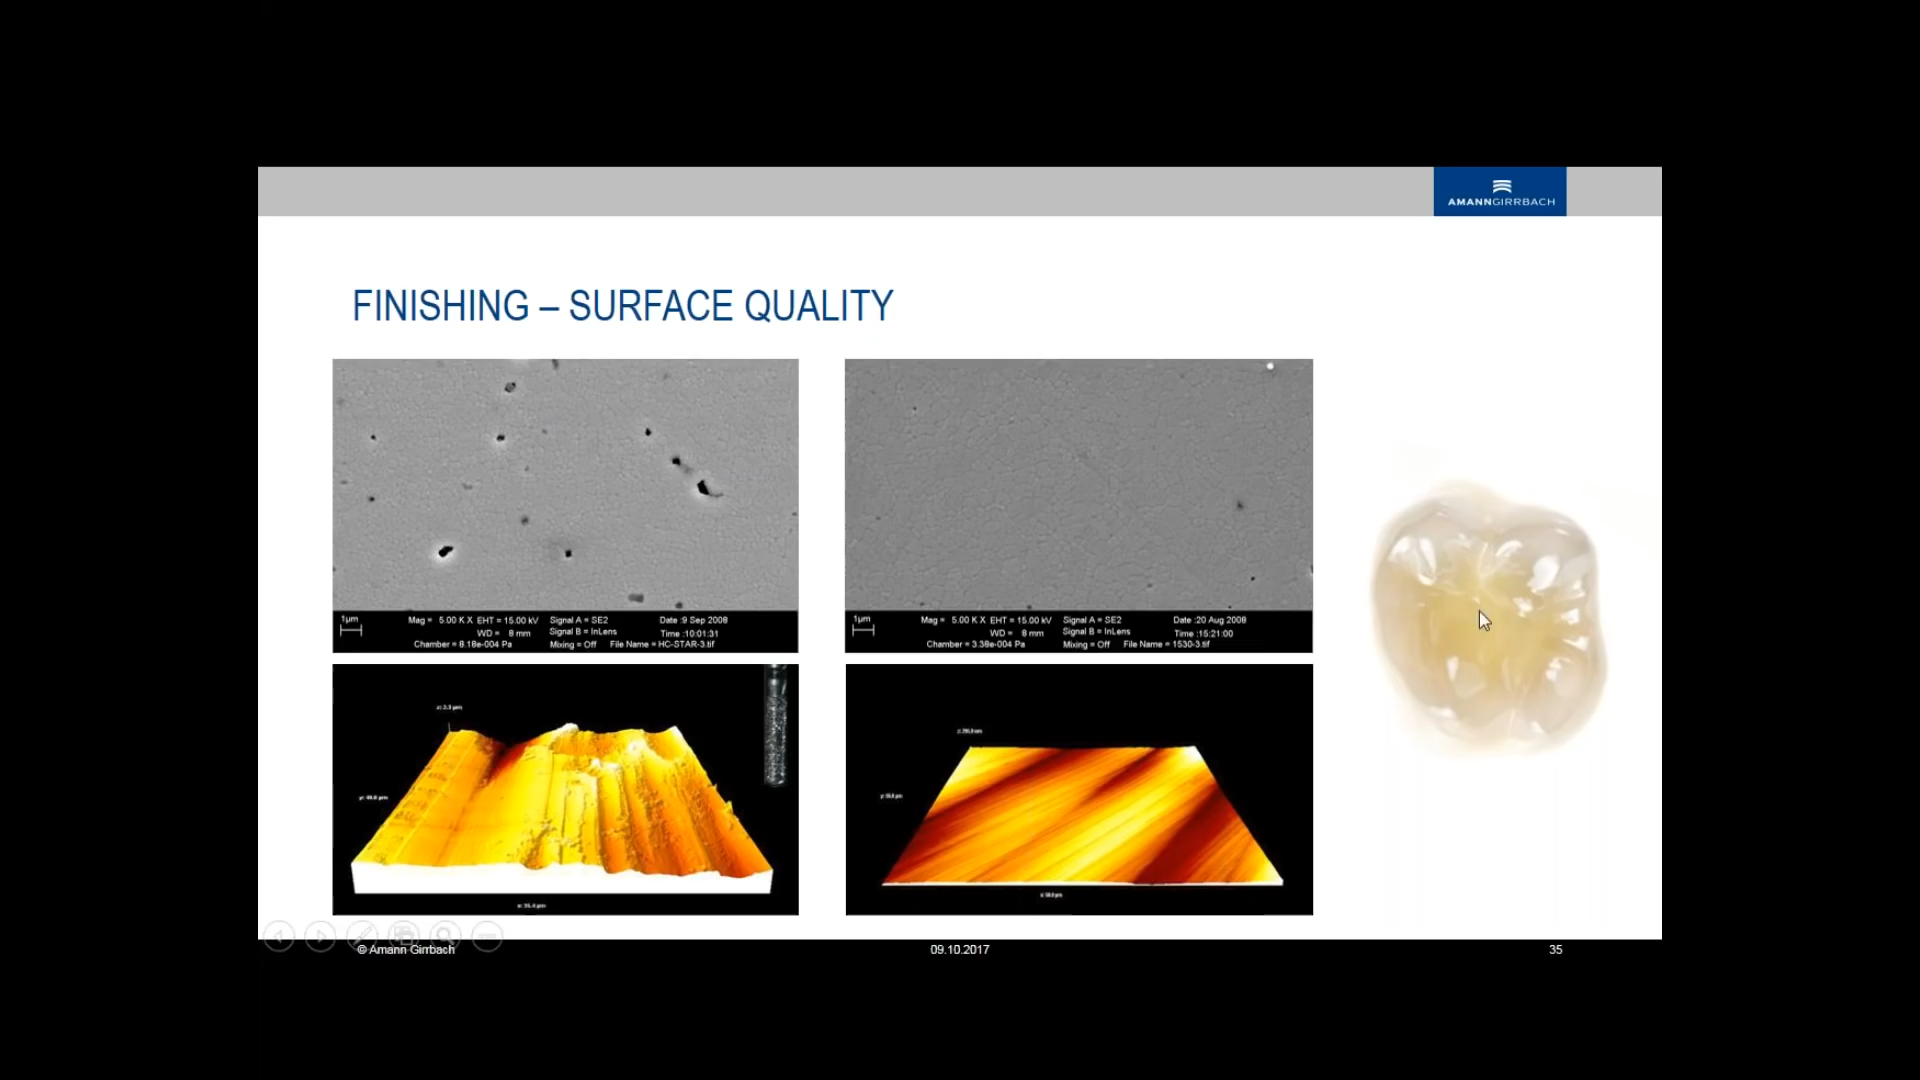 AMANNGIRRBACH
FINISHING – SURFACE QUALITY
1µm
Mag = 5.00 K X EHT = 15.00 kV Signal A = SE2 Date :9 Sep 2008
WD = 8 mm Signal B = InLens Time :10:01:31
Chamber = 8.18e-004 Pa Mixing = Off File Name = HC-STAR-3.tif
1µm
Mag = 5.00 K X EHT = 15.00 kV Signal A = SE2 Date :20 Aug 2008
WD = 8 mm Signal B = InLens Time :15:21:00
Chamber = 3.38e-004 Pa Mixing = Off File Name = 1530-3.tif
© Amann Girrbach
09.10.2017
35